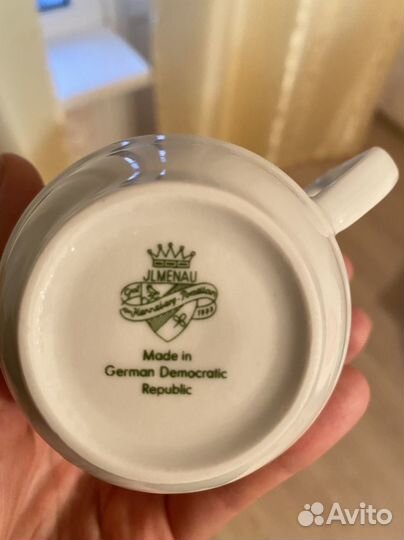 JLMENAU
Graf
von Henneberg Porzellan
1777
Made in
German Democratic
Republic
Avito